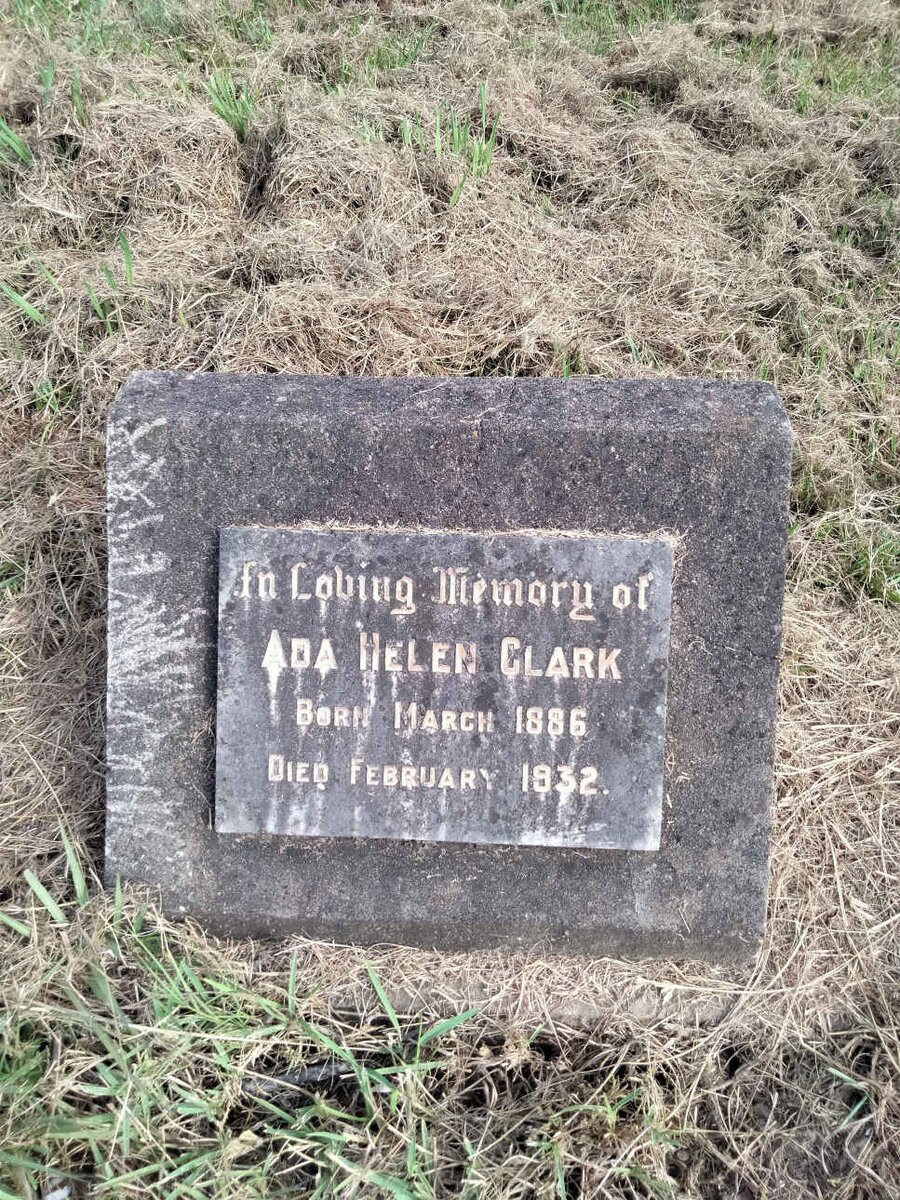 In Loving Memory of
ADA HELEN CLARK
BORN MARCH 1886
DIED FEBRUARY 1932.